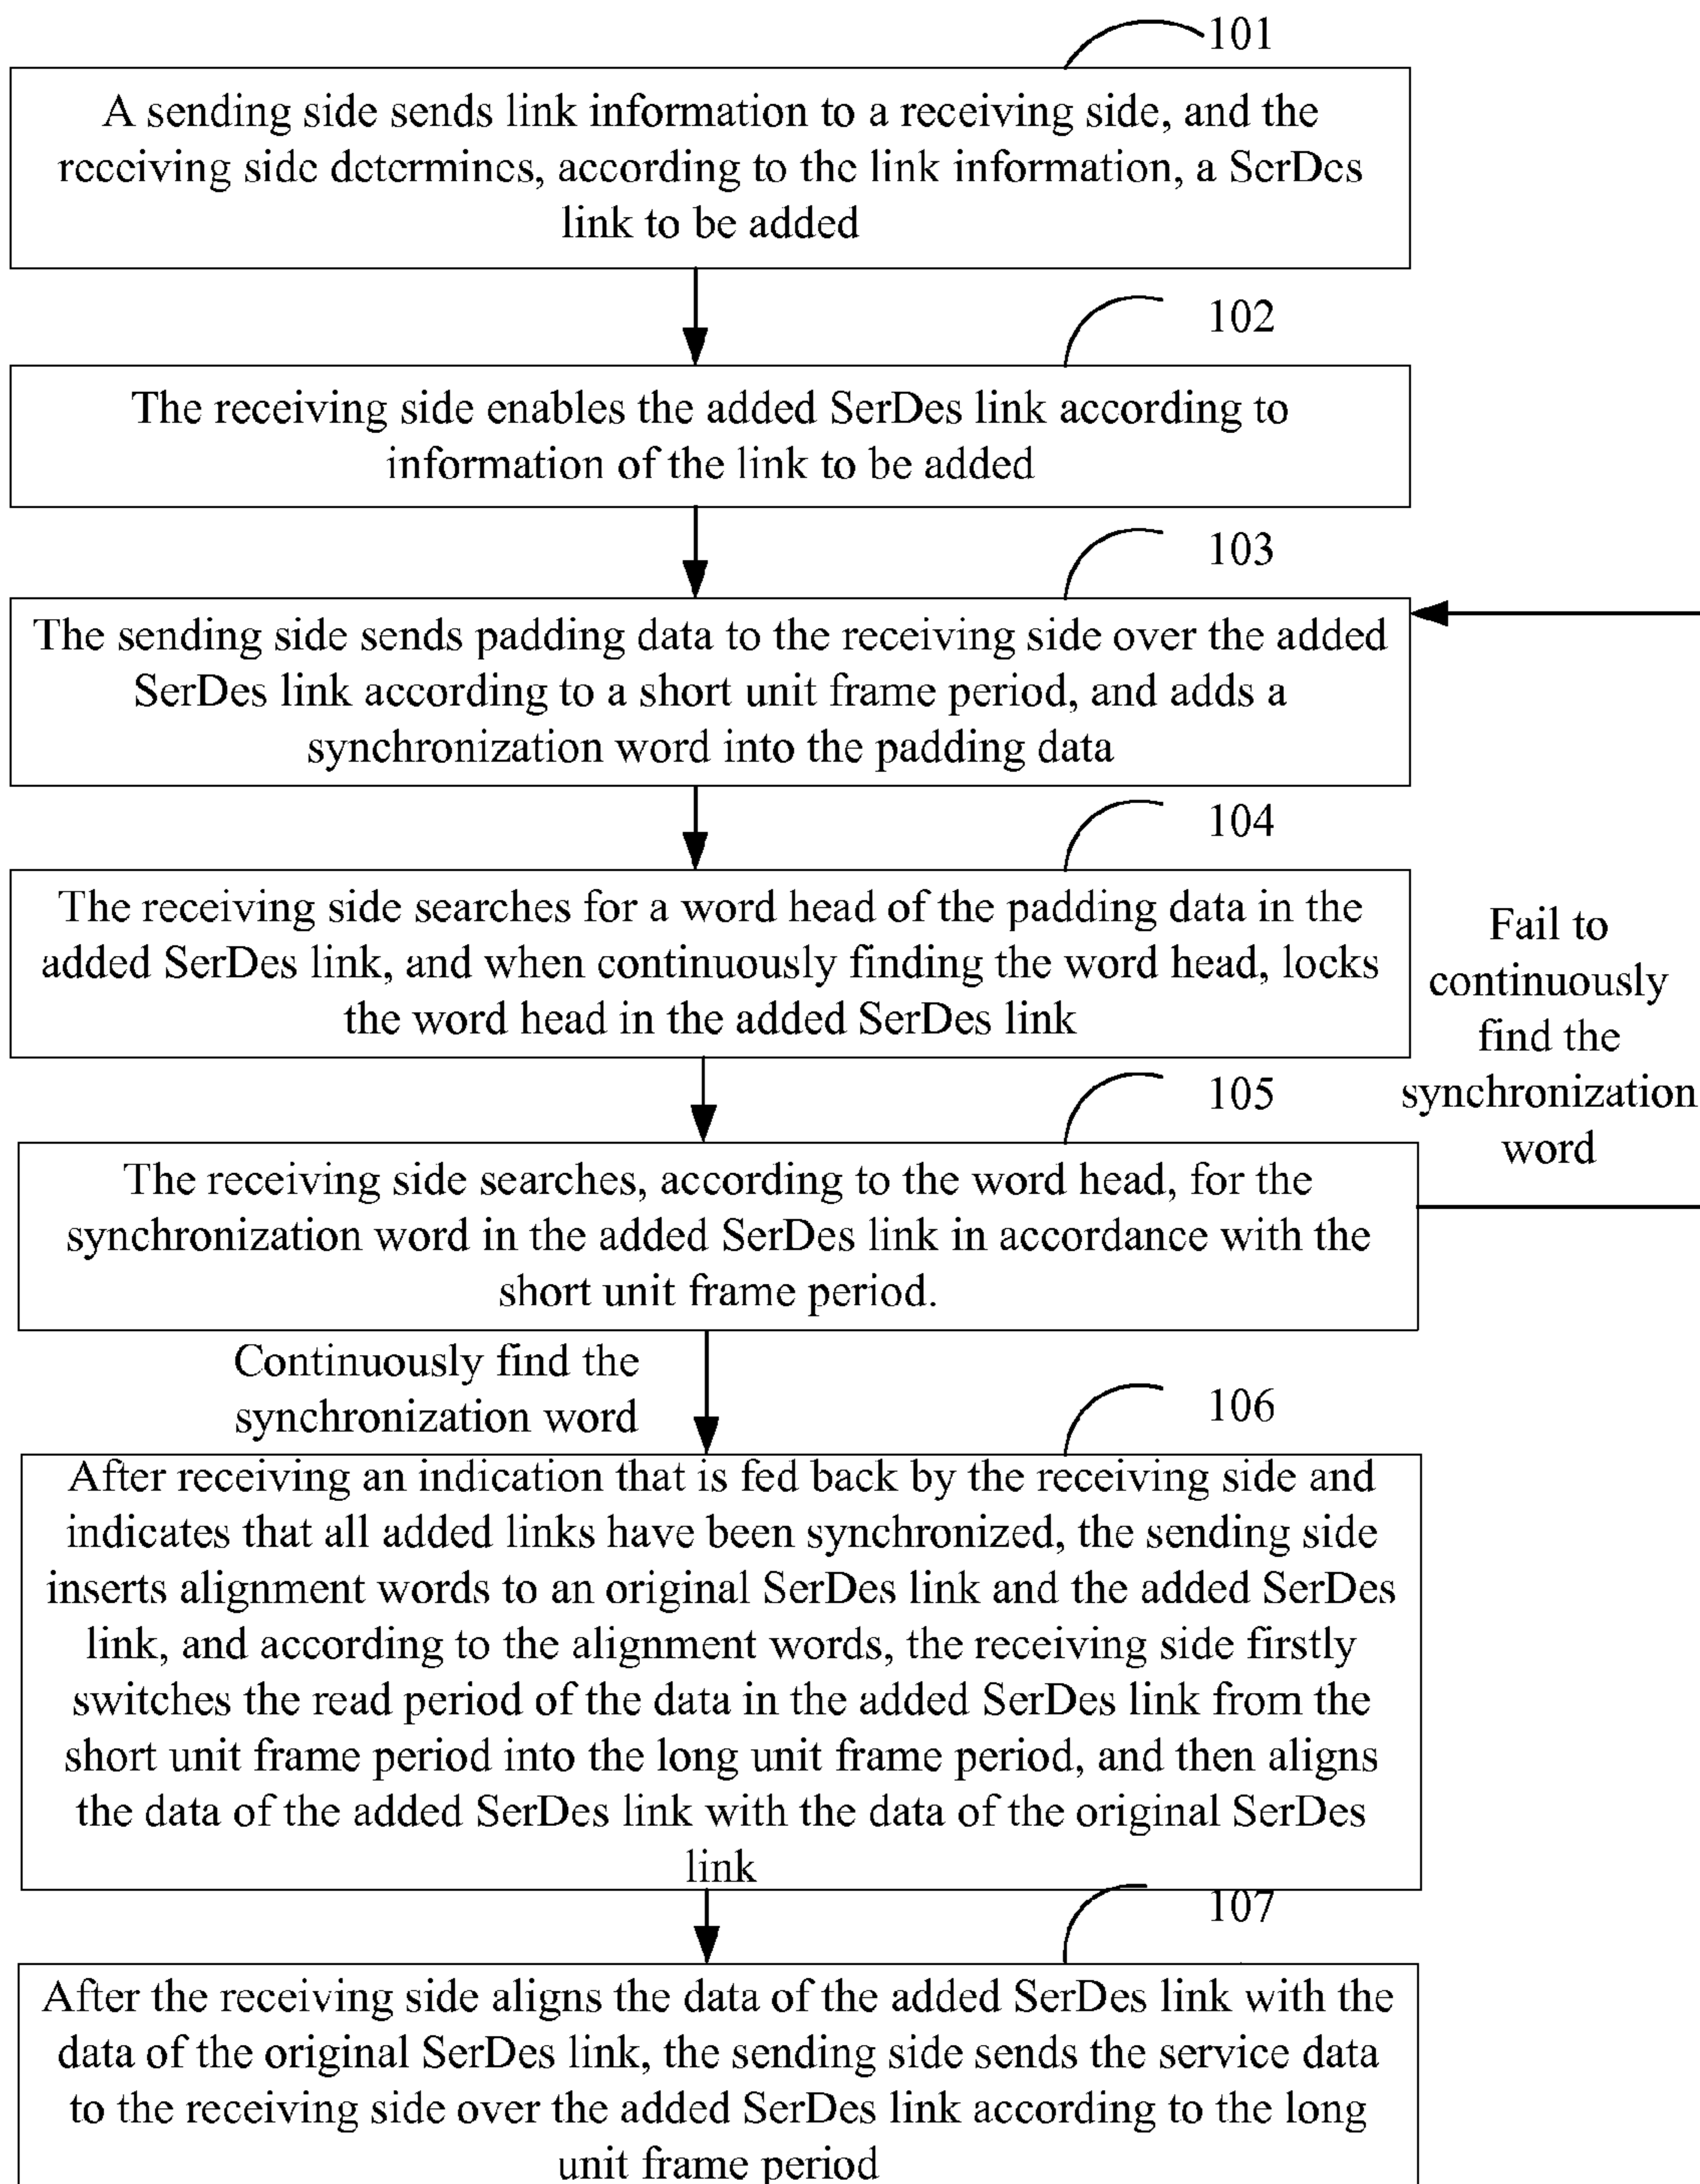 101
A sending side sends link information to a receiving side, and the
receiving side determines, according to the link information, a SerDes
link to be added
102
The receiving side enables the added SerDes link according to
information of the link to be added
103
The sending side sends padding data to the receiving side over the added
SerDes link according to a short unit frame period, and adds a
synchronization word into the padding data
104
The receiving side searches for a word head of the padding data in the
added SerDes link, and when continuously finding the word head, locks
the word head in the added SerDes link
Fail to
continuously
find the
synchronization
word
105
The receiving side searches, according to the word head, for the
synchronization word in the added SerDes link in accordance with the
short unit frame period.
Continuously find the
synchronization word
106
After receiving an indication that is fed back by the receiving side and
indicates that all added links have been synchronized, the sending side
inserts alignment words to an original SerDes link and the added SerDes
link, and according to the alignment words, the receiving side firstly
switches the read period of the data in the added SerDes link from the
short unit frame period into the long unit frame period, and then aligns
the data of the added SerDes link with the data of the original SerDes
link
107
After the receiving side aligns the data of the added SerDes link with the
data of the original SerDes link, the sending side sends the service data
to the receiving side over the added SerDes link according to the long
unit frame period